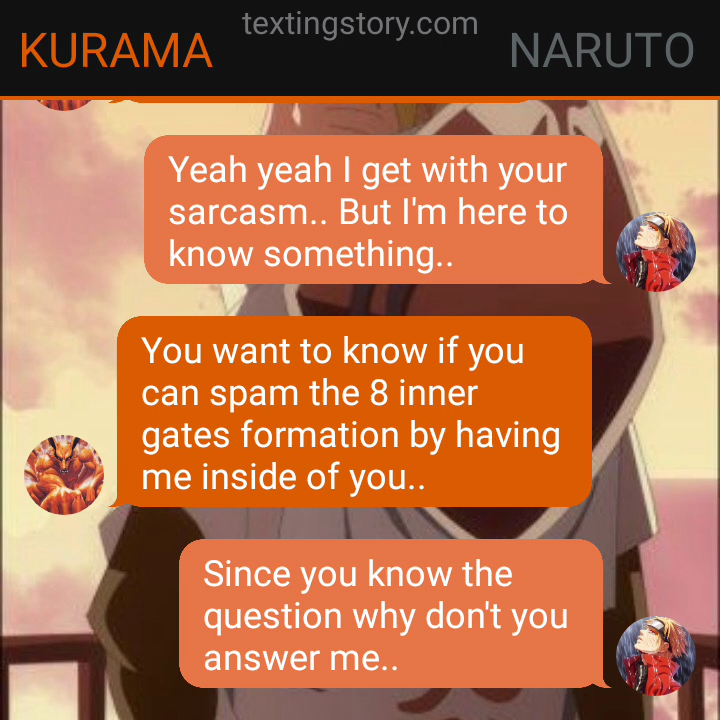 textingstory.com
KURAMA
NARUTO
Yeah yeah I get with your
sarcasm.. But I'm here to
know something..
You want to know if you
can spam the 8 inner
gates formation by having
me inside of you..
Since you know the
question why don't you
answer me..